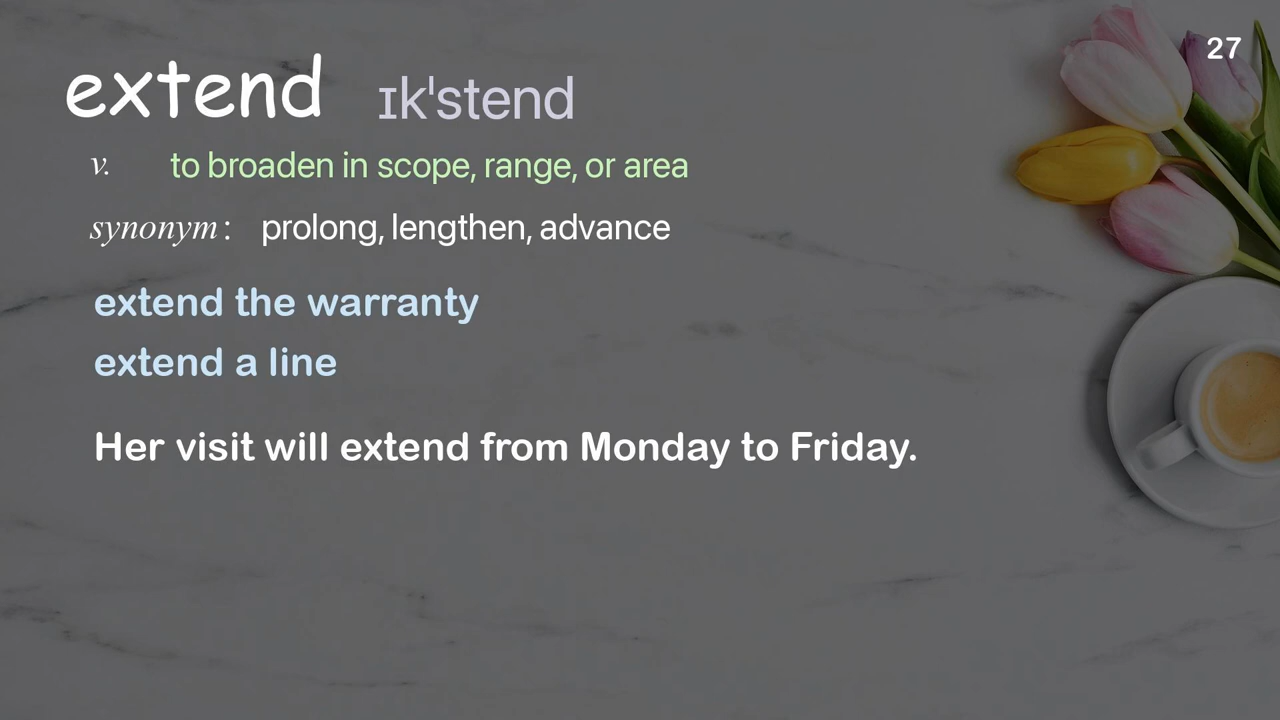 27
extend ɪk'stend
v. to broaden in scope, range, or area
synonym : prolong, lengthen, advance
extend the warranty
extend a line
Her visit will extend from Monday to Friday.